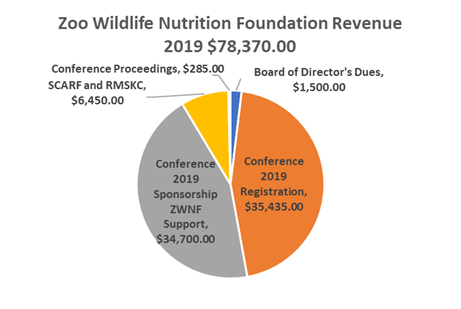 Zoo Wildlife Nutrition Foundation Revenue
2019 $78,370.00
Conference Proceedings, $285.00
SCARF and RMSKC,
$6,450.00
Board of Director's Dues,
$1,500.00
Conference
2019
Sponsorship
ZWNF
Support,
$34,700.00
Conference
2019
Registration,
$35,435.00